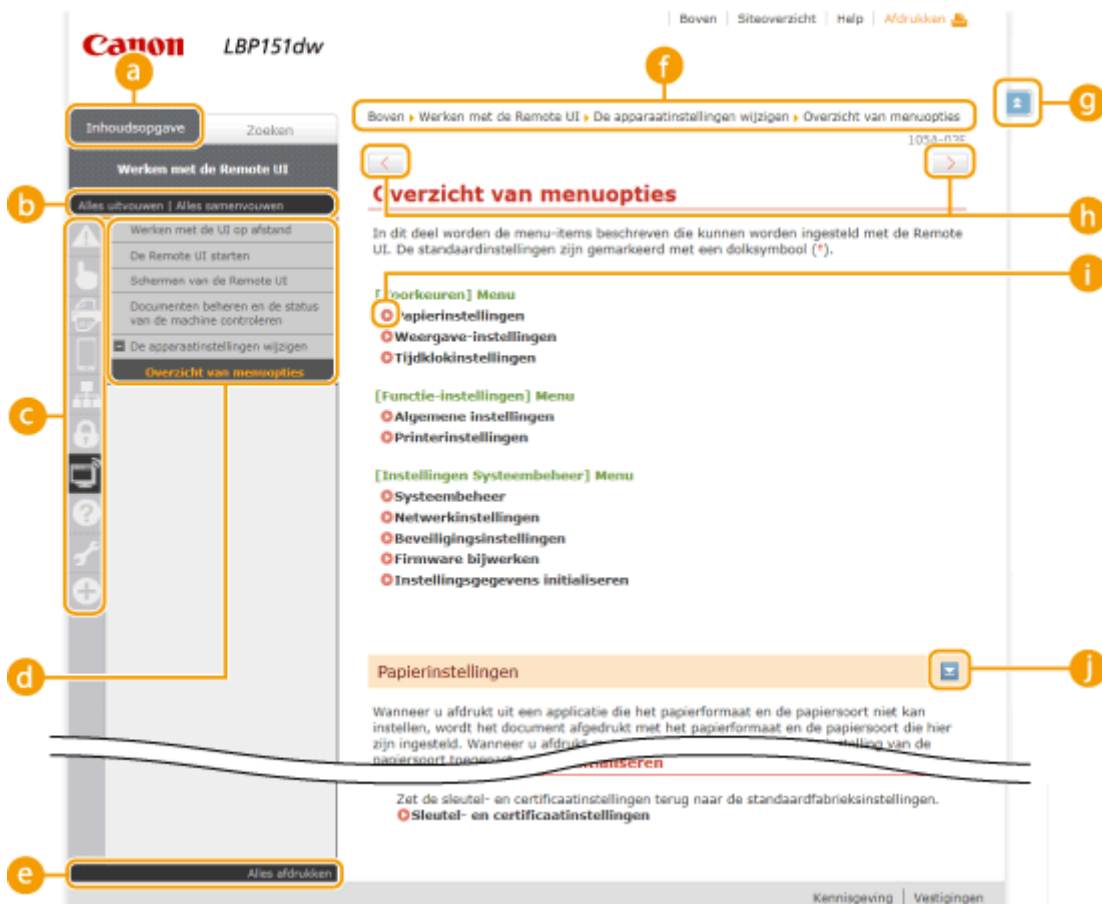 Boven | Siteoverzicht | Help | Afdrukken
Canon LBP151dw
a
f
g
Inhoudsopgave
Zoeken
Boven Werken met de Remote UI De apparaatinstellingen wijzigen Overzicht van menuopties
Werken met de Remote UI
b
Alles uitvouwen | Alles samenvouwen
h
Werken met de UI op afstand
De Remote UI starten
Schermen van de Remote UI
Documenten beheren en de status
van de machine controleren
De apparaatinstellingen wijzigen
Overzicht van menuopties
c
d
Overzicht van menuopties
In dit deel worden de menu-items beschreven die kunnen worden ingesteld met de Remote
UI. De standaardinstellingen zijn gemarkeerd met een dolksymbool (†).
i
[Voorkeuren] Menu
Papierinstellingen
Weergave-instellingen
Tijdklokinstellingen
[Functie-instellingen] Menu
Algemene instellingen
Printerinstellingen
[Instellingen Systeembeheer] Menu
Systeembeheer
Netwerkinstellingen
Beveiligingsinstellingen
Firmware bijwerken
Instellingsgegevens initialiseren
Papierinstellingen
j
Wanneer u afdrukt uit een applicatie die het papierformaat en de papiersoort niet kan
instellen, wordt het document afgedrukt met het papierformaat en de papiersoort die hier
zijn ingesteld. Wanneer u afdrukt van de
papiersoort
Zet de sleutel- en certificaatinstellingen terug naar de standaardfabrieksinstellingen.
Sleutel- en certificaatinstellingen
e
Alles afdrukken
Kennisgeving | Vestigingen